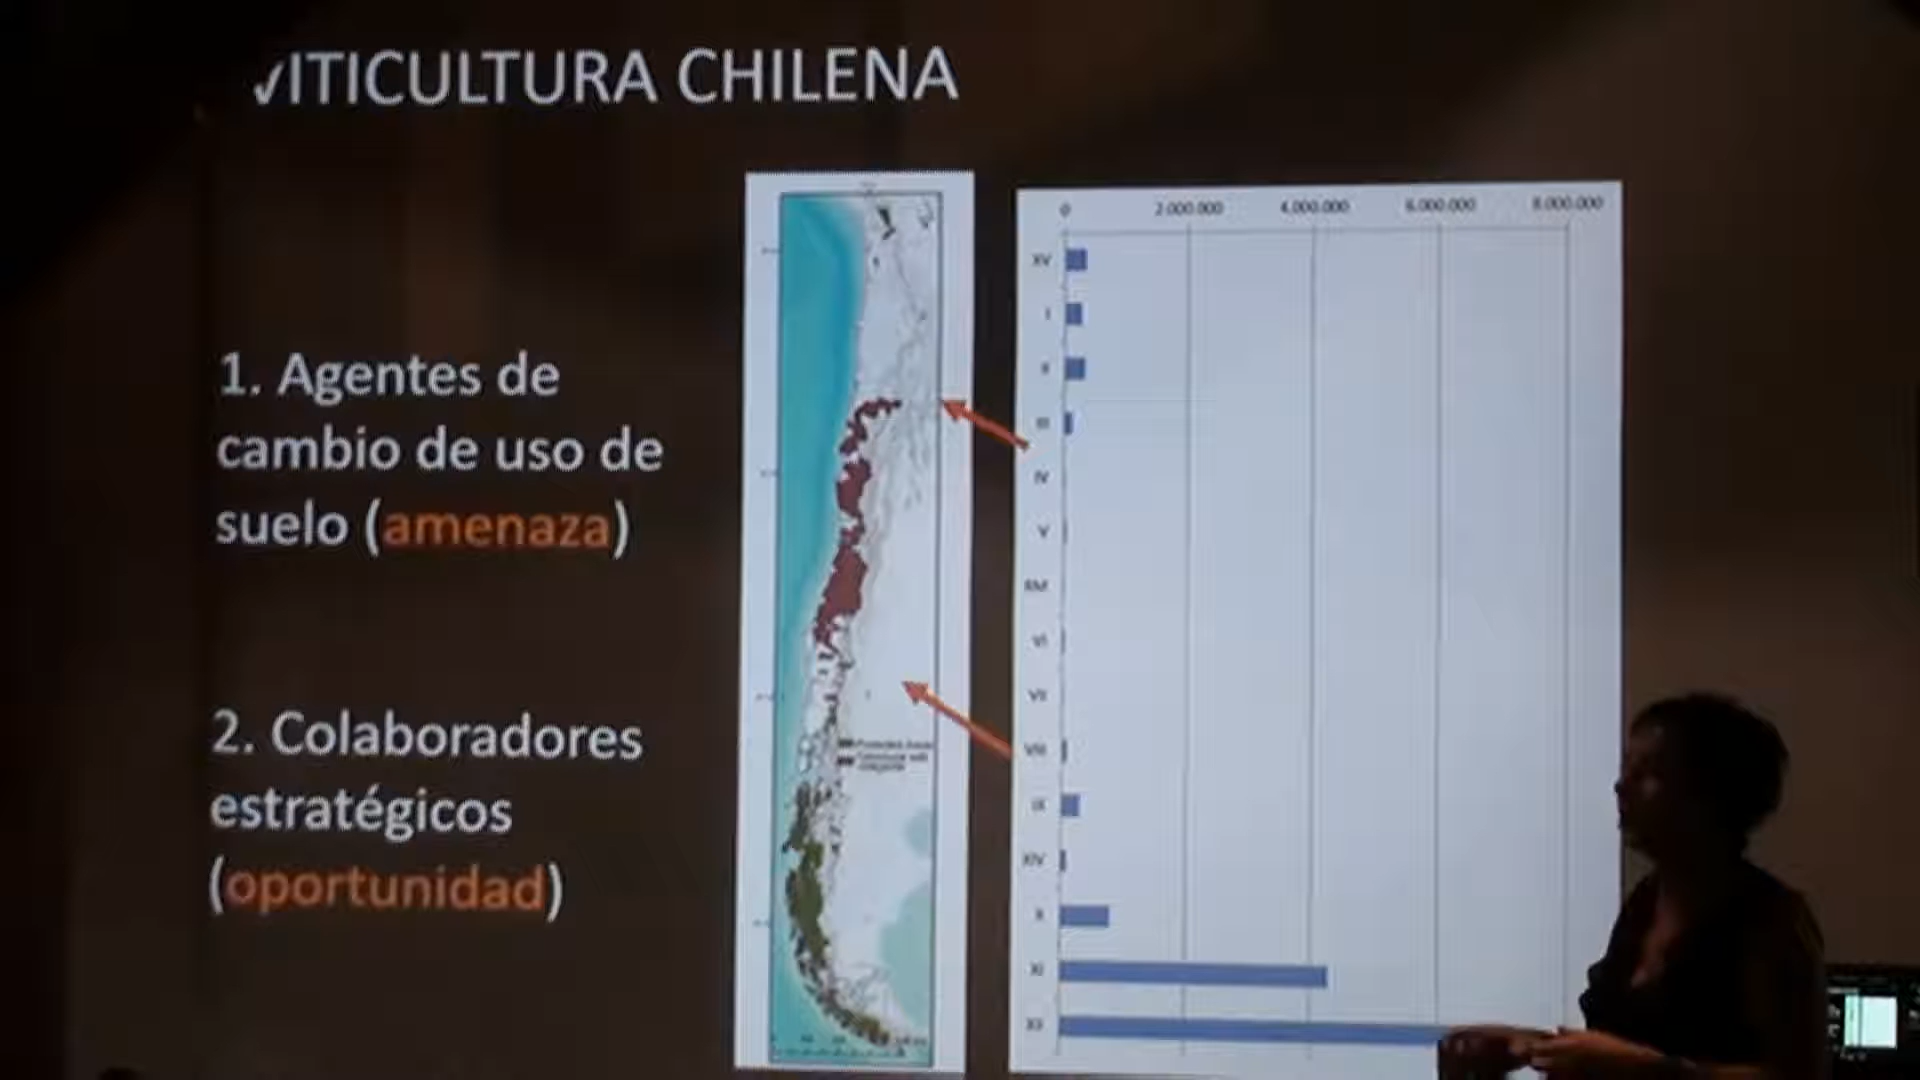 VITICULTURA CHILENA
1. Agentes de
cambio de uso de
suelo (amenaza)
2. Colaboradores
estratégicos
(oportunidad)
0 2.000.000 4.000.000 6.000.000 8.000.000
XV
I
II
III
IV
V
RM
VI
VII
VIII
IX
XIV
X
XI
XII